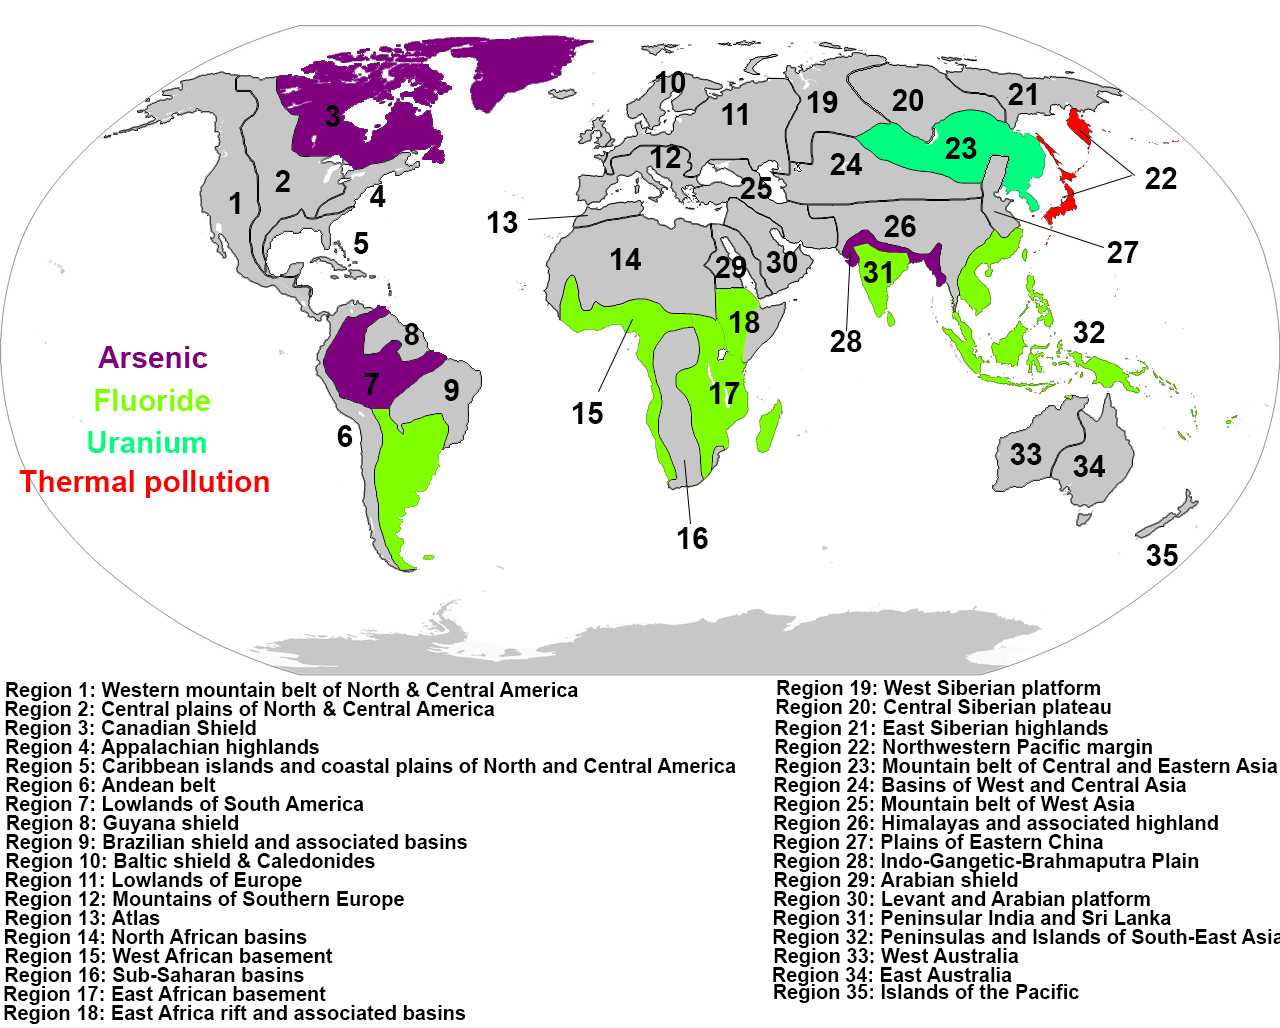 10
21
19
20
11
3
23
12
24
22
2
25
4
1
13
26
5
27
14
29
30
31
28
18
32
8
Arsenic
7
9
17
Fluoride
15
6
Uranium
33
34
Thermal pollution
16
35
Region 1: Western mountain belt of North & Central America
Region 2: Central plains of North & Central America
Region 3: Canadian Shield
Region 4: Appalachian highlands
Region 5: Caribbean islands and coastal plains of North and Central America
Region 6: Andean belt
Region 7: Lowlands of South America
Region 8: Guyana shield
Region 9: Brazilian shield and associated basins
Region 10: Baltic shield & Caledonides
Region 11: Lowlands of Europe
Region 12: Mountains of Southern Europe
Region 13: Atlas
Region 14: North African basins
Region 15: West African basement
Region 16: Sub-Saharan basins
Region 17: East African basement
Region 18: East Africa rift and associated basins
Region 19: West Siberian platform
Region 20: Central Siberian plateau
Region 21: East Siberian highlands
Region 22: Northwestern Pacific margin
Region 23: Mountain belt of Central and Eastern Asia
Region 24: Basins of West and Central Asia
Region 25: Mountain belt of West Asia
Region 26: Himalayas and associated highland
Region 27: Plains of Eastern China
Region 28: Indo-Gangetic-Brahmaputra Plain
Region 29: Arabian shield
Region 30: Levant and Arabian platform
Region 31: Peninsular India and Sri Lanka
Region 32: Peninsulas and Islands of South-East Asia
Region 33: West Australia
Region 34: East Australia
Region 35: Islands of the Pacific